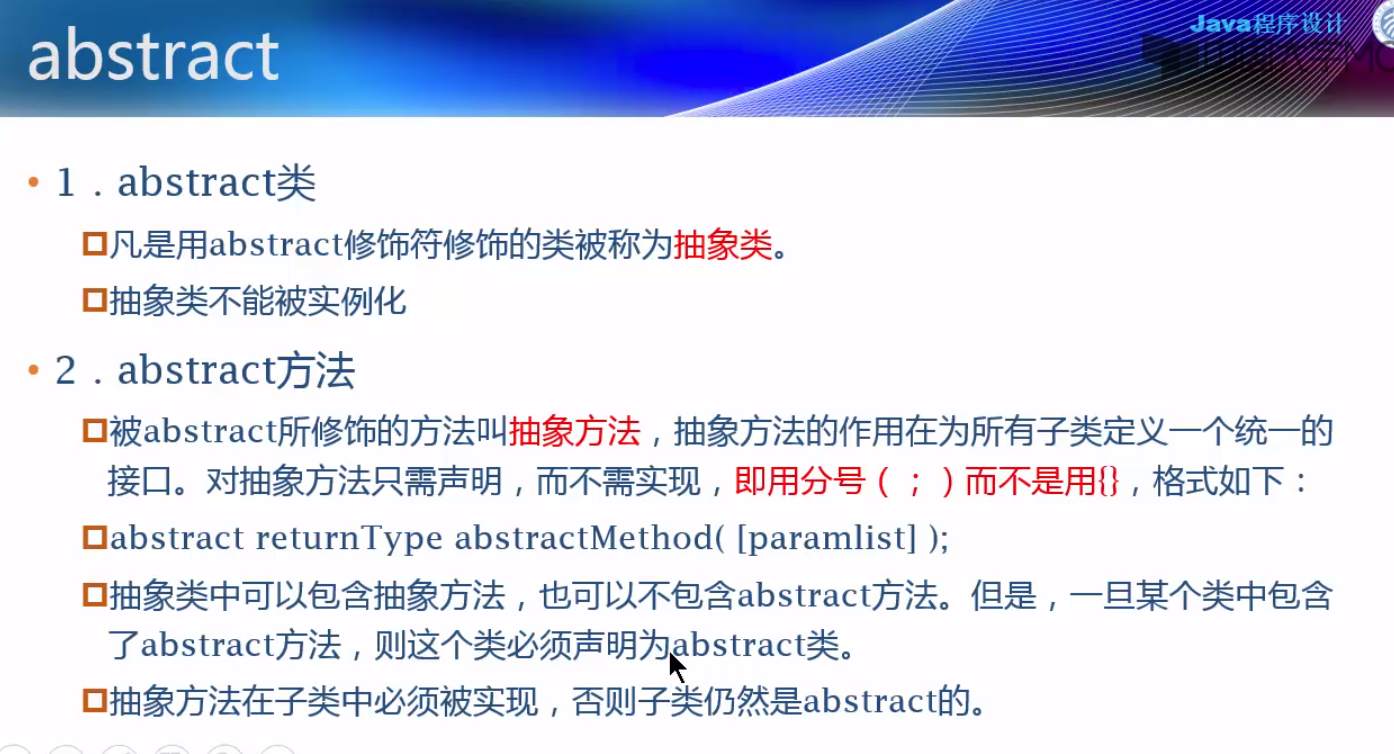 Java程序设计
abstract
• 1．abstract类
凡是用abstract修饰符修饰的类被称为抽象类。
抽象类不能被实例化
• 2．abstract方法
被abstract所修饰的方法叫抽象方法，抽象方法的作用在为所有子类定义一个统一的
接口。对抽象方法只需声明，而不需实现，即用分号（；）而不是用{}，格式如下：
abstract returnType abstractMethod( [paramlist] );
抽象类中可以包含抽象方法，也可以不包含abstract方法。但是，一旦某个类中包含
了abstract方法，则这个类必须声明为abstract类。
抽象方法在子类中必须被实现，否则子类仍然是abstract的。